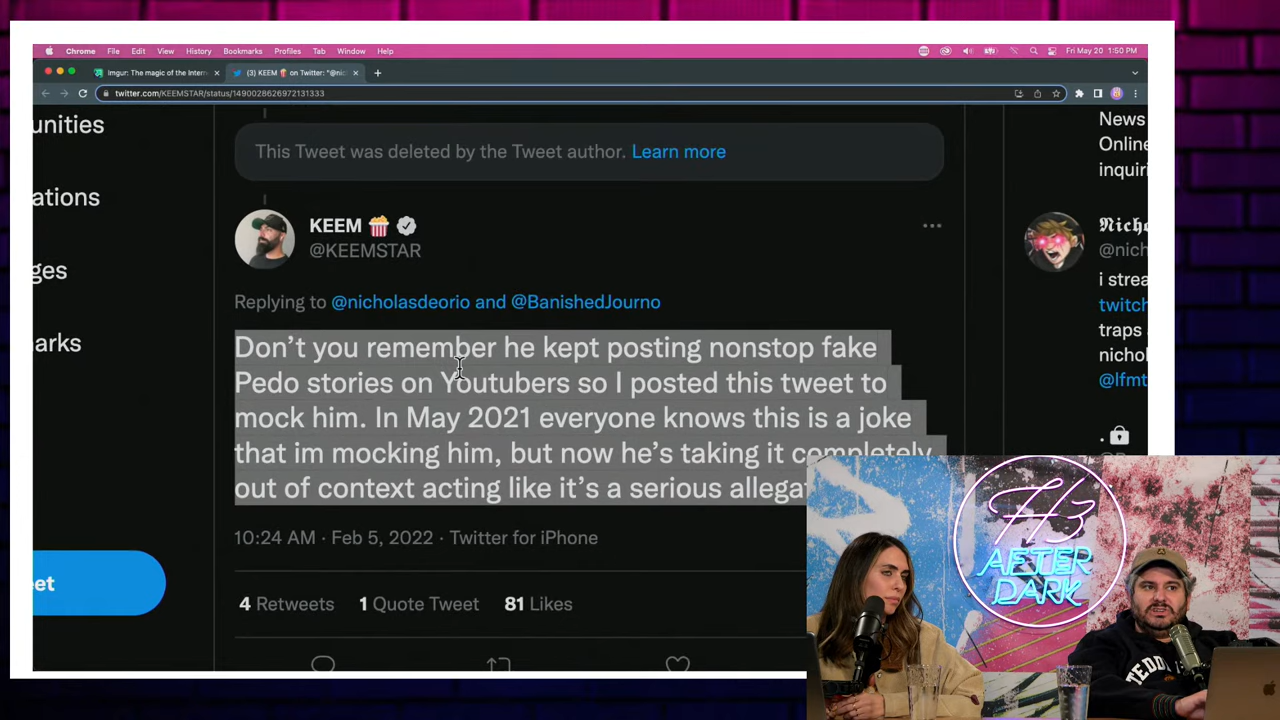 Chrome File Edit View History Bookmarks Profiles Tab Window Help
Fri May 20 1:50 PM
Imgur: The magic of the Intern
(3) KEEM 🍿 on Twitter: "@nic
twitter.com/KEEMSTAR/status/1490028626972131333
unities
ations
ges
arks
et
This Tweet was deleted by the Tweet author. Learn more
KEEM 🍿
@KEEMSTAR
Replying to @nicholasdeorio and @BanishedJourno
Don’t you remember he kept posting nonstop fake
Pedo stories on Youtubers so I posted this tweet to
mock him. In May 2021 everyone knows this is a joke
that im mocking him, but now he’s taking it completely
out of context acting like it’s a serious allegat
10:24 AM · Feb 5, 2022 · Twitter for iPhone
4 Retweets 1 Quote Tweet 81 Likes
News
Online
inquiri
Nicho
@nich
i strea
twitch
traps
nichol
@lfmt
H3
AFTER
DARK
TEDD